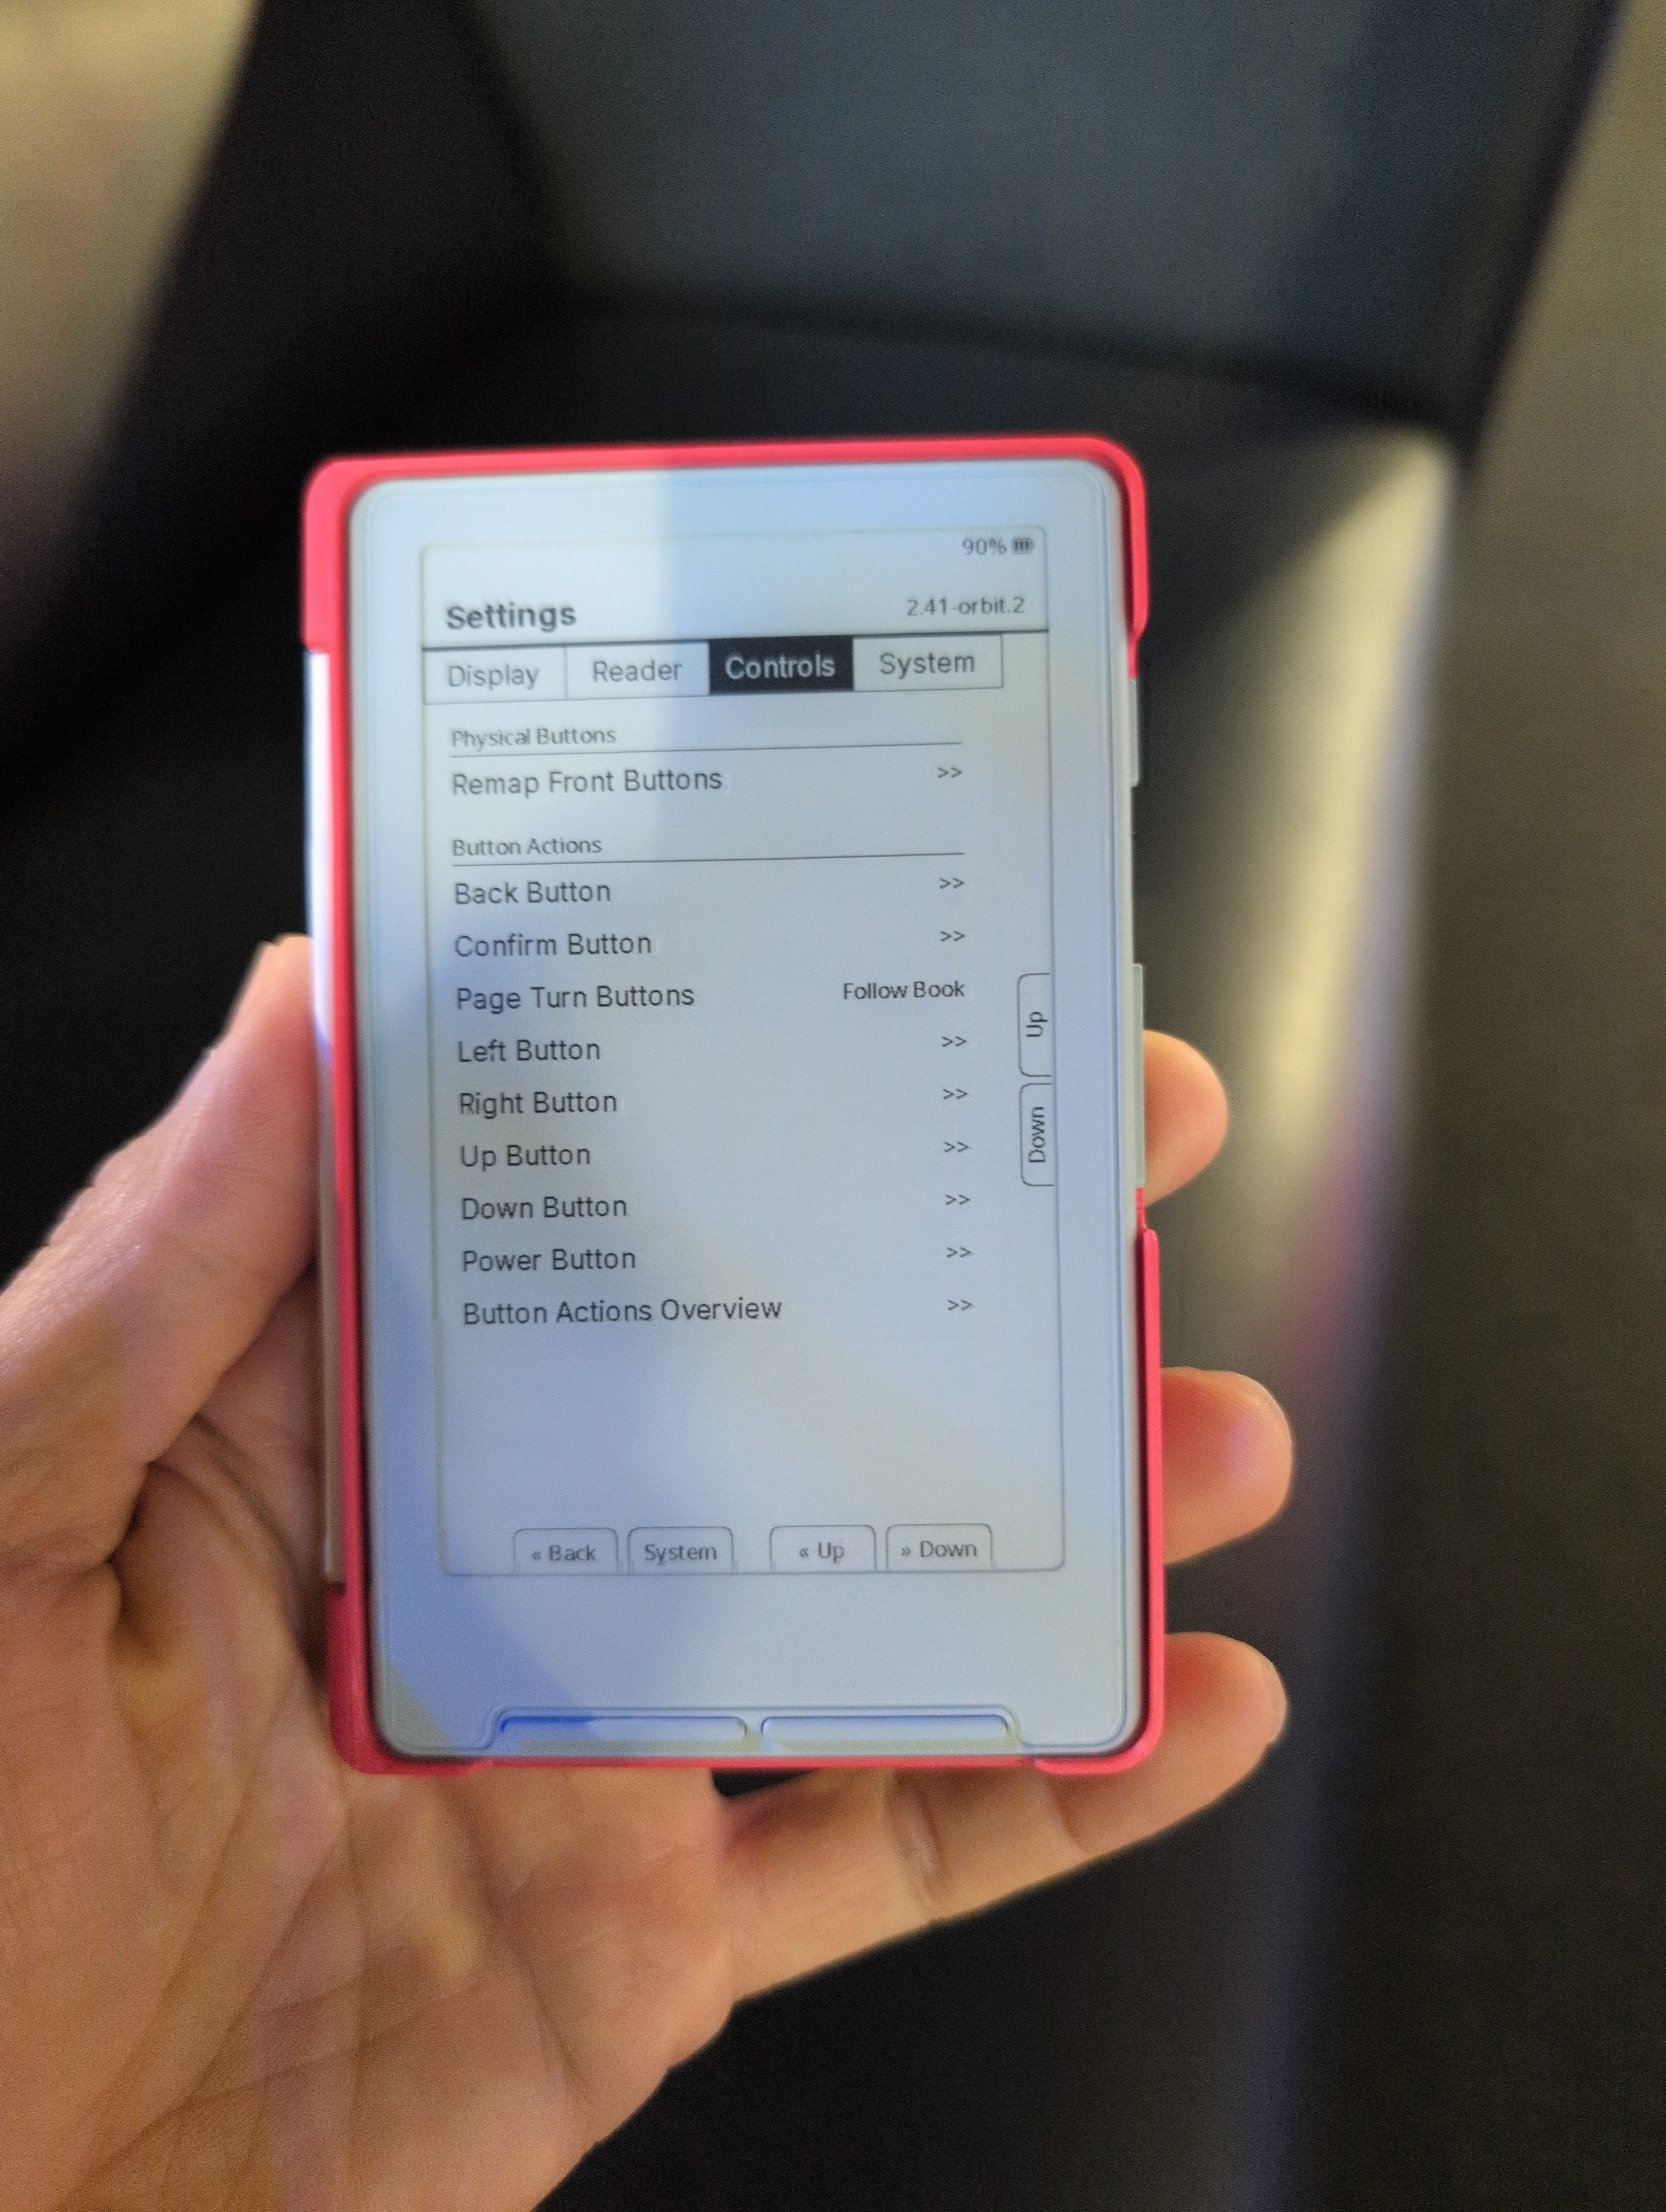 90%
Settings 2.41-orbit.2
Display Reader Controls System
Physical Buttons
Remap Front Buttons >>
Button Actions
Back Button >>
Confirm Button >>
Page Turn Buttons Follow Book
Left Button >>
Right Button >>
Up Button >>
Down Button >>
Power Button >>
Button Actions Overview >>
Up
Down
« Back System « Up » Down